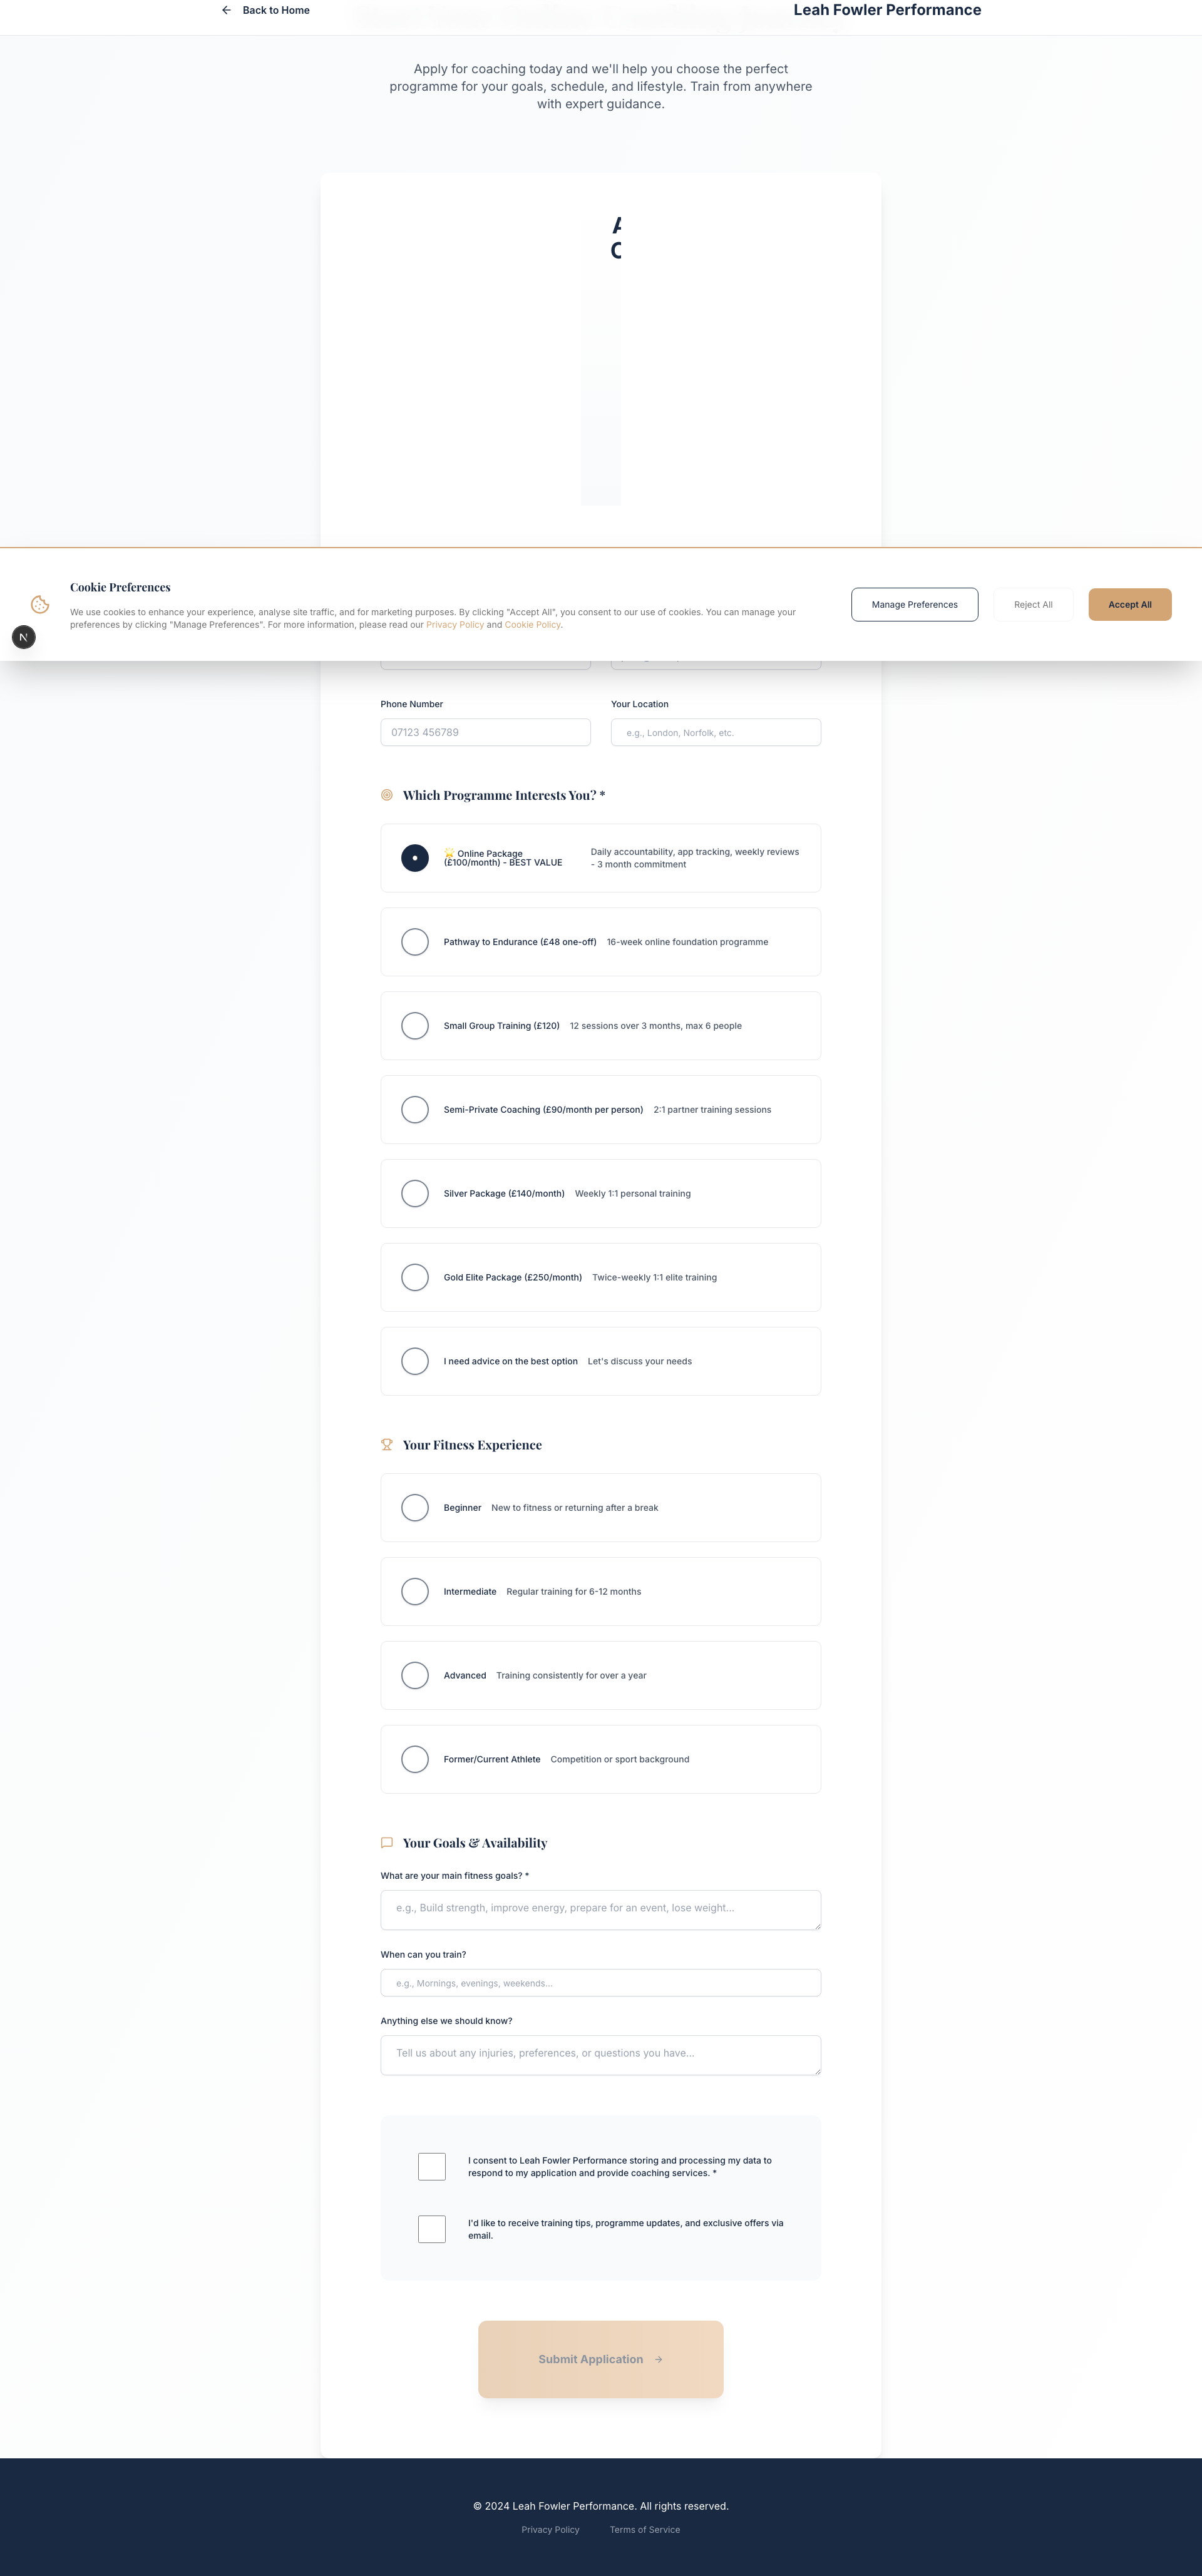 Back to Home
Leah Fowler Performance
Apply for coaching today and we'll help you choose the perfect
programme for your goals, schedule, and lifestyle. Train from anywhere
with expert guidance.
Cookie Preferences
We use cookies to enhance your experience, analyse site traffic, and for marketing purposes. By clicking "Accept All", you consent to our use of cookies. You can manage your
preferences by clicking "Manage Preferences". For more information, please read our Privacy Policy and Cookie Policy.
Manage Preferences
Reject All
Accept All
N
Phone Number
Your Location
07123 456789
e.g., London, Norfolk, etc.
Which Programme Interests You? *
Online Package
(£100/month) - BEST VALUE
Daily accountability, app tracking, weekly reviews
- 3 month commitment
Pathway to Endurance (£48 one-off) 16-week online foundation programme
Small Group Training (£120) 12 sessions over 3 months, max 6 people
Semi-Private Coaching (£90/month per person) 2:1 partner training sessions
Silver Package (£140/month) Weekly 1:1 personal training
Gold Elite Package (£250/month) Twice-weekly 1:1 elite training
I need advice on the best option Let's discuss your needs
Your Fitness Experience
Beginner New to fitness or returning after a break
Intermediate Regular training for 6-12 months
Advanced Training consistently for over a year
Former/Current Athlete Competition or sport background
Your Goals & Availability
What are your main fitness goals? *
e.g., Build strength, improve energy, prepare for an event, lose weight...
When can you train?
e.g., Mornings, evenings, weekends...
Anything else we should know?
Tell us about any injuries, preferences, or questions you have...
I consent to Leah Fowler Performance storing and processing my data to
respond to my application and provide coaching services. *
I'd like to receive training tips, programme updates, and exclusive offers via
email.
Submit Application
© 2024 Leah Fowler Performance. All rights reserved.
Privacy Policy
Terms of Service